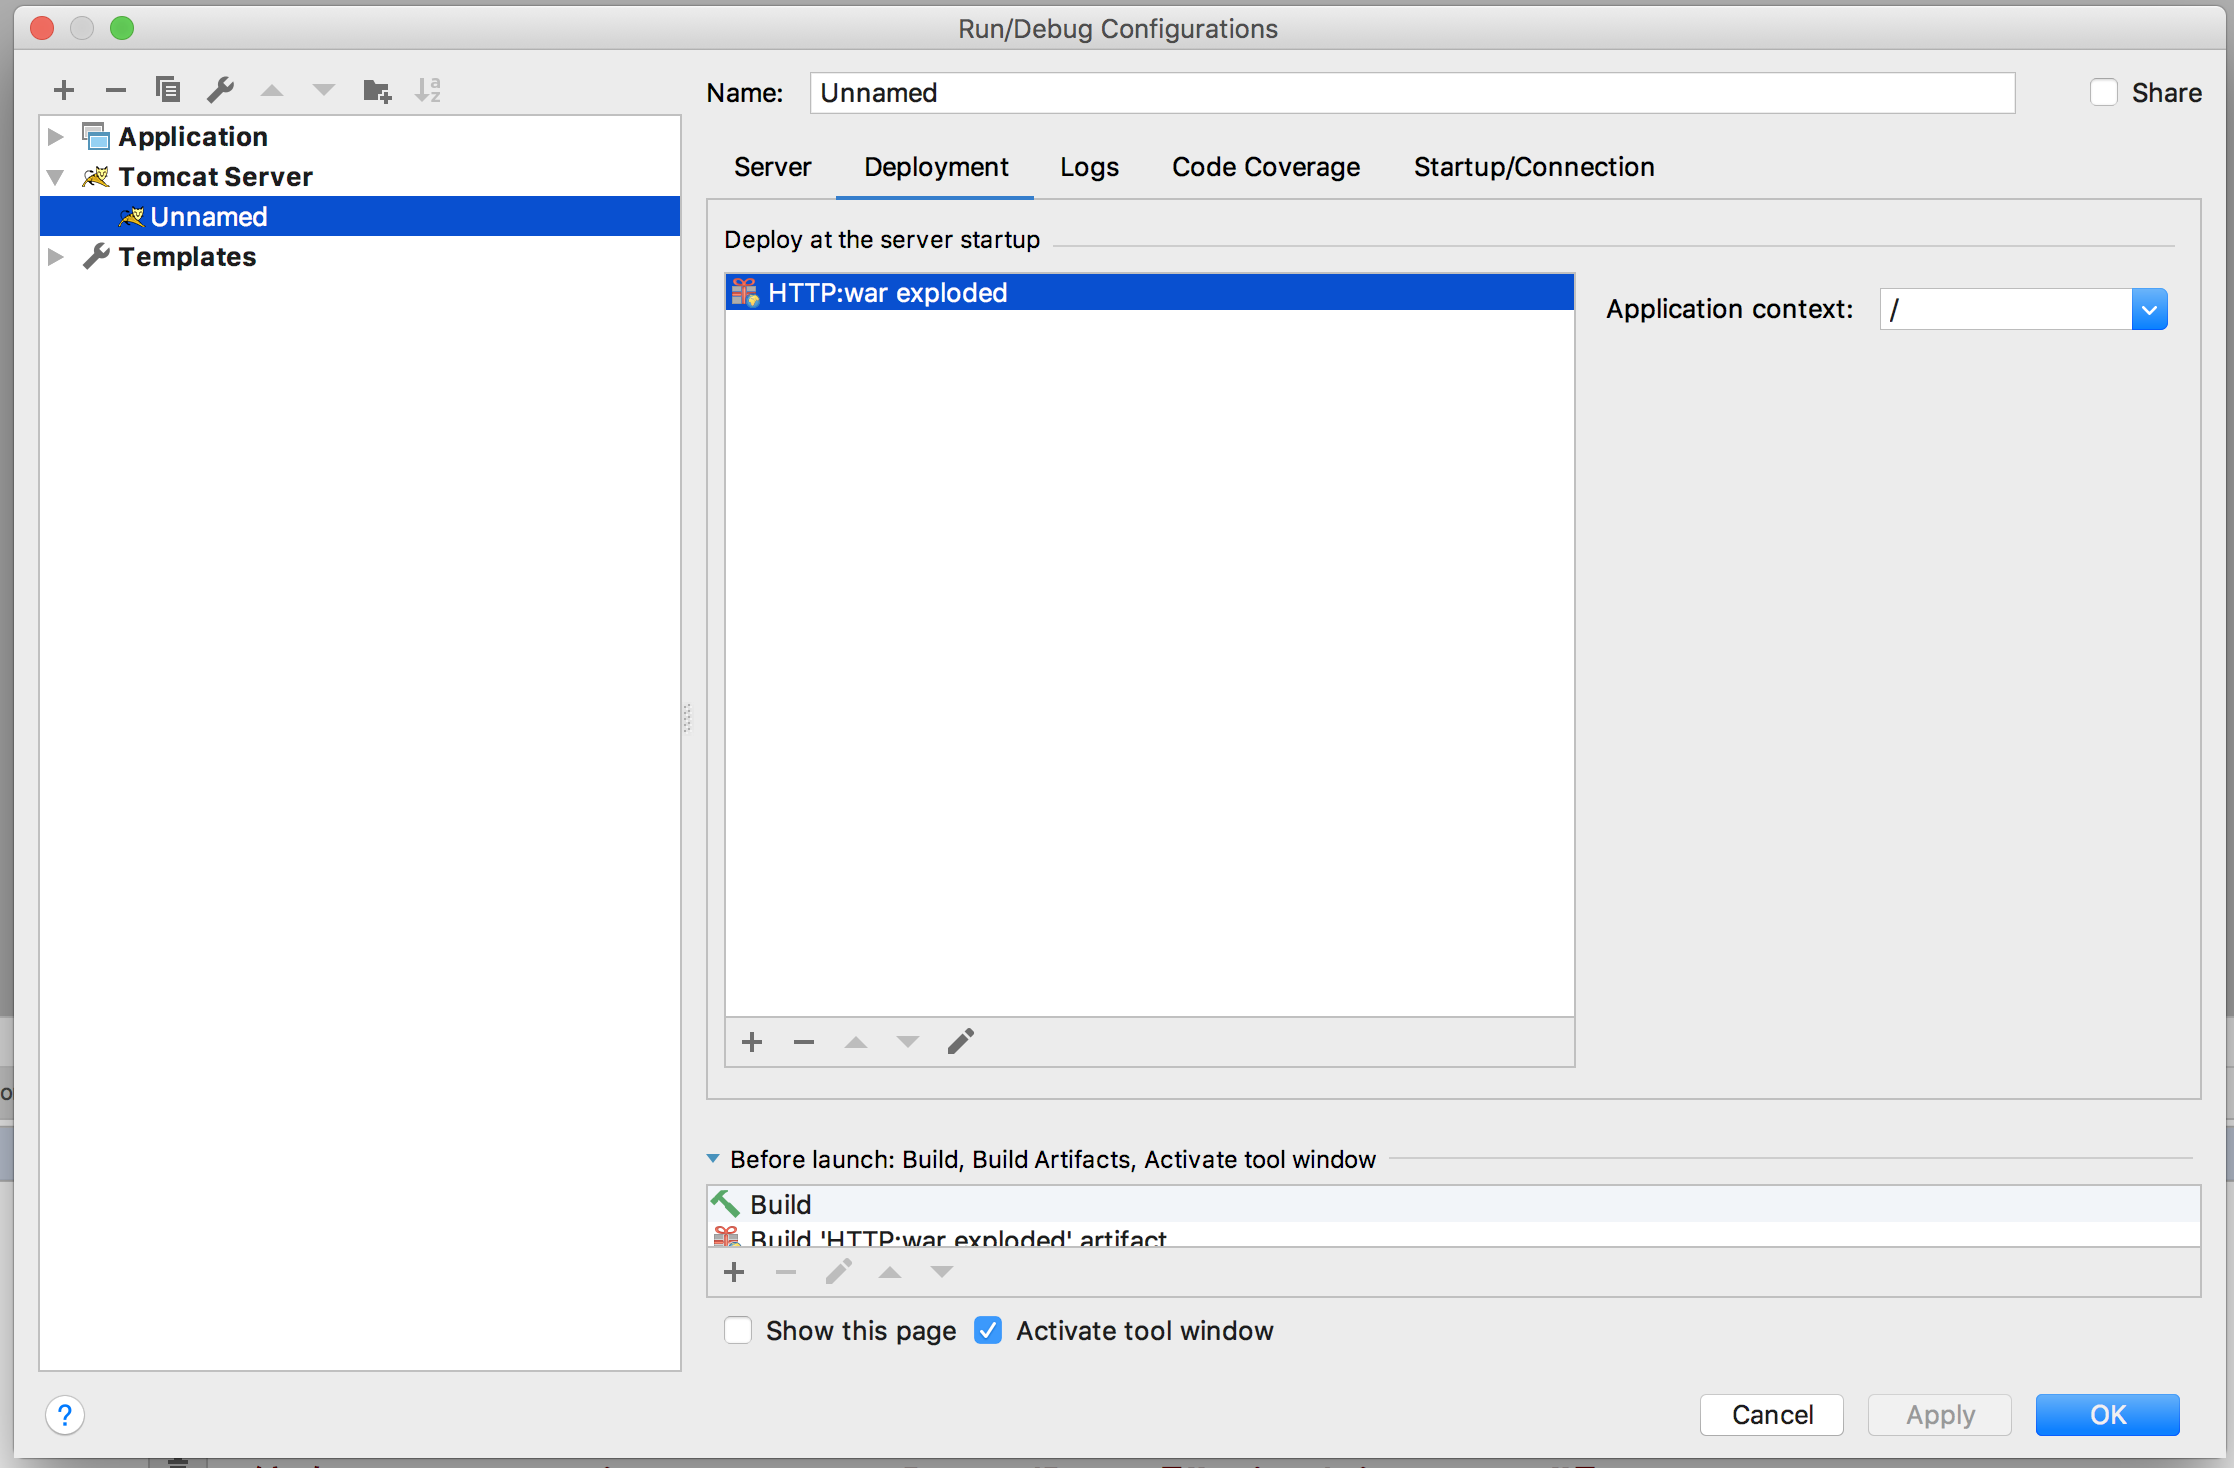 Run/Debug Configurations
Name: Unnamed Share
Application
Tomcat Server
Unnamed
Templates
Server Deployment Logs Code Coverage Startup/Connection
Deploy at the server startup
HTTP:war exploded
Application context: /
Before launch: Build, Build Artifacts, Activate tool window
Build
Build 'HTTP:war exploded' artifact
Show this page Activate tool window
? Cancel Apply OK